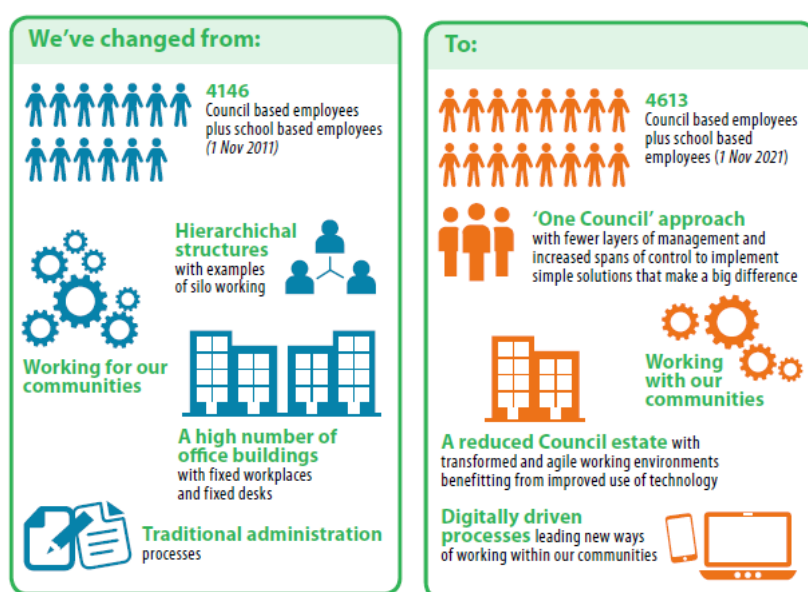 We've changed from:
4146
Council based employees
plus school based employees
(1 Nov 2011)
Hierarchichal
structures
with examples
of silo working
Working for our
communities
A high number of
office buildings
with fixed workplaces
and fixed desks
Traditional administration
processes
To:
4613
Council based employees
plus school based
employees (1 Nov 2021)
‘One Council’ approach
with fewer layers of management and
increased spans of control to implement
simple solutions that make a big difference
Working
with our
communities
A reduced Council estate with
transformed and agile working environments
benefitting from improved use of technology
Digitally driven
processes leading new ways
of working within our communities